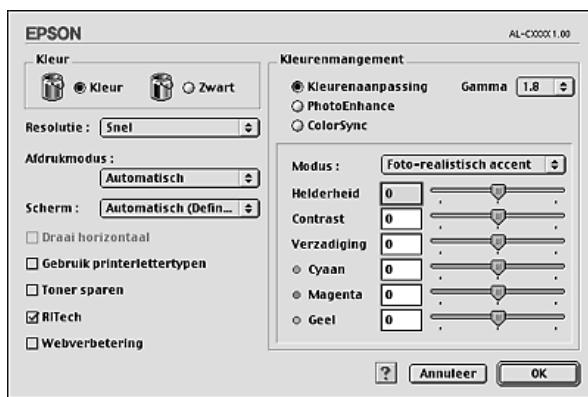 EPSON
AL-CXXXX 1.00
Kleur
Kleur
Zwart
Resolutie : Snel
Afdrukmodus :
Automatisch
Scherm : Automatisch (Defin...
Draai horizontaal
Gebruik printerlettertypen
Toner sparen
RITech
Webverbetering
Kleurenmangement
Kleurenaanpassing
Gamma 1.8
PhotoEnhance
ColorSync
Modus : Foto-realistisch accent
Helderheid 0
Contrast 0
Verzadiging 0
Cyaan 0
Magenta 0
Geel 0
? Annuleer OK